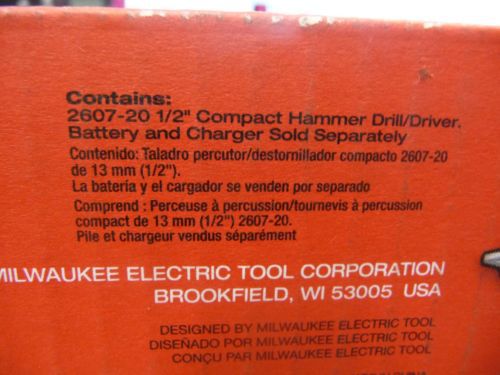 Contains:
2607-20 1/2" Compact Hammer Drill/Driver.
Battery and Charger Sold Separately
Contenido: Taladro percutor/destornillador compacto 2607-20
de 13 mm (1/2").
La batería y el cargador se venden por separado
Comprend : Perceuse à percussion/tournevis à percussion
compact de 13 mm (1/2") 2607-20.
Pile et chargeur vendus séparément
MILWAUKEE ELECTRIC TOOL CORPORATION
BROOKFIELD, WI 53005 USA
DESIGNED BY MILWAUKEE ELECTRIC TOOL
DISEÑADO POR MILWAUKEE ELECTRIC TOOL
CONÇU PAR MILWAUKEE ELECTRIC TOOL